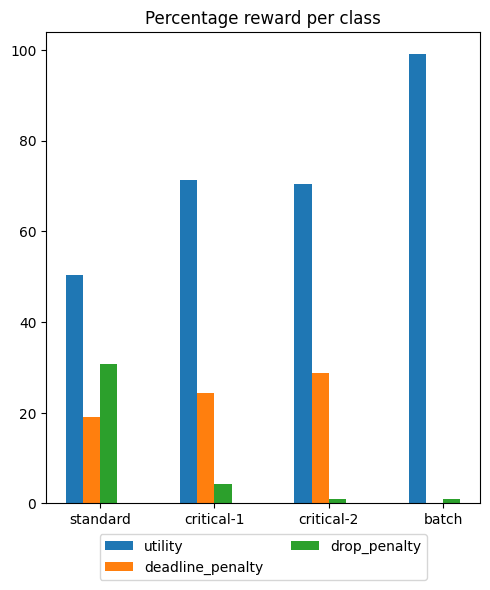 Percentage reward per class
100
80
60
40
20
0
standard critical-1 critical-2 batch
utility drop_penalty
deadline_penalty